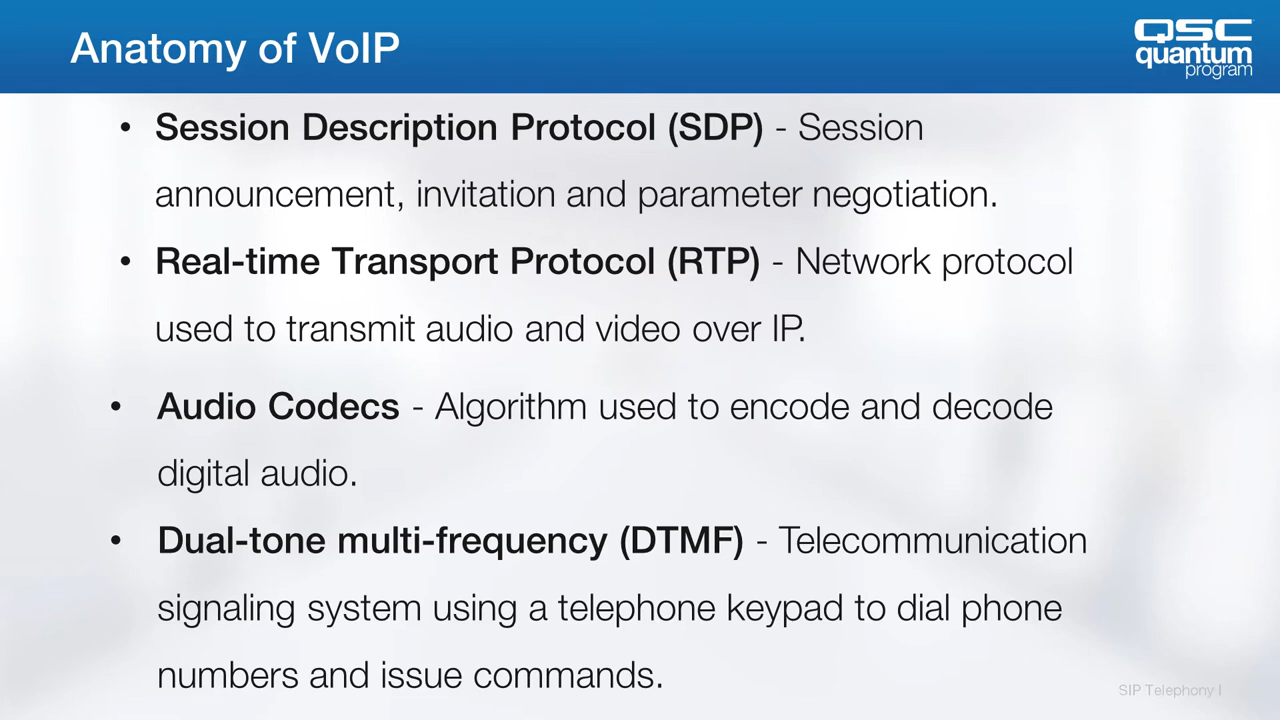 Anatomy of VoIP
QSC
quantum
program
• Session Description Protocol (SDP) - Session
announcement, invitation and parameter negotiation.
• Real-time Transport Protocol (RTP) - Network protocol
used to transmit audio and video over IP.
• Audio Codecs - Algorithm used to encode and decode
digital audio.
• Dual-tone multi-frequency (DTMF) - Telecommunication
signaling system using a telephone keypad to dial phone
numbers and issue commands.
SIP Telephony I